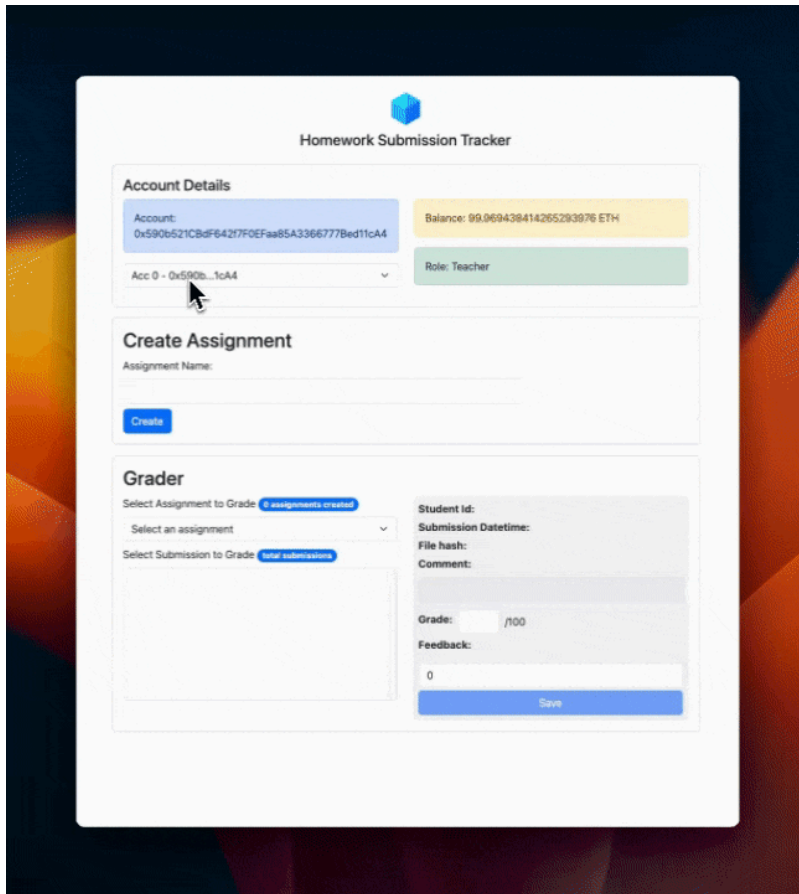 Homework Submission Tracker
Account Details
Account:
0x590b521CBdF642f7F0EFaa85A3366777Bed11cA4
Balance: 99.969438414265293976 ETH
Acc 0 - 0x590b...1cA4
Role: Teacher
Create Assignment
Assignment Name:
Create
Grader
Select Assignment to Grade 0 assignments created
Select an assignment
Select Submission to Grade total submissions
Student Id:
Submission Datetime:
File hash:
Comment:
Grade: /100
Feedback:
0
Save